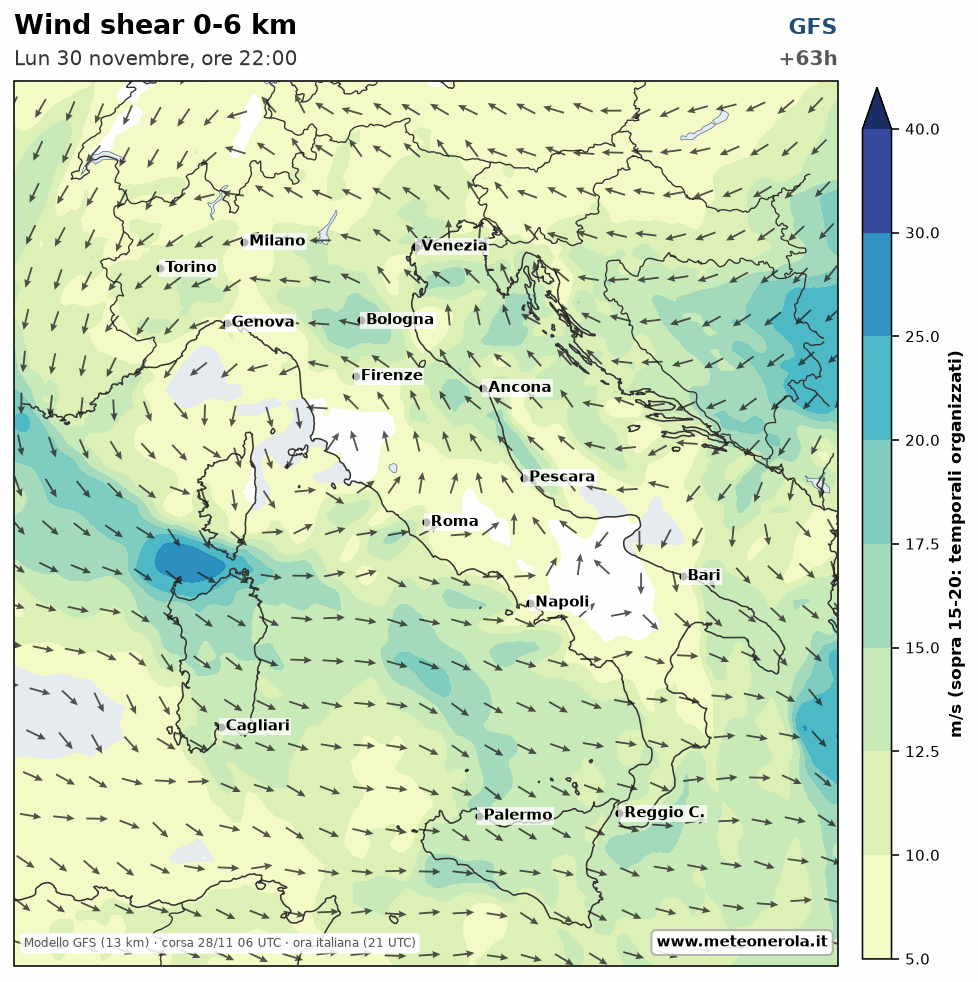 Wind shear 0-6 km
GFS
Lun 30 novembre, ore 22:00
+63h
Milano
Venezia
Torino
Genova
Bologna
Firenze
Ancona
Pescara
Roma
Bari
Napoli
Cagliari
Palermo
Reggio C.
Modello GFS (13 km) · corsa 28/11 06 UTC · ora italiana (21 UTC)
www.meteonerola.it
40.0
30.0
25.0
20.0
17.5
15.0
12.5
10.0
5.0
m/s (sopra 15-20: temporali organizzati)